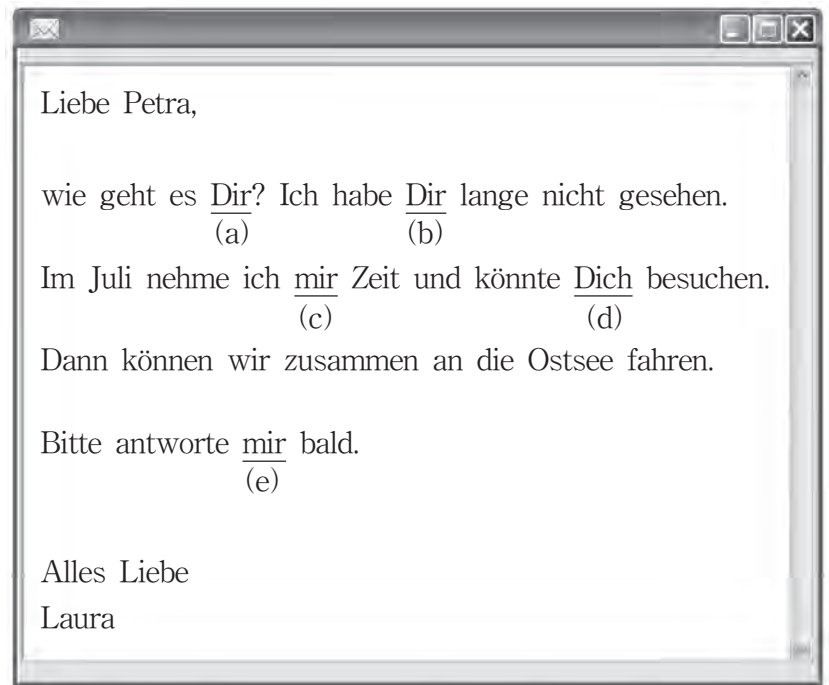 Liebe Petra,
wie geht es Dir? Ich habe Dir lange nicht gesehen.
(a) (b)
Im Juli nehme ich mir Zeit und könnte Dich besuchen.
(c) (d)
Dann können wir zusammen an die Ostsee fahren.
Bitte antworte mir bald.
(e)
Alles Liebe
Laura